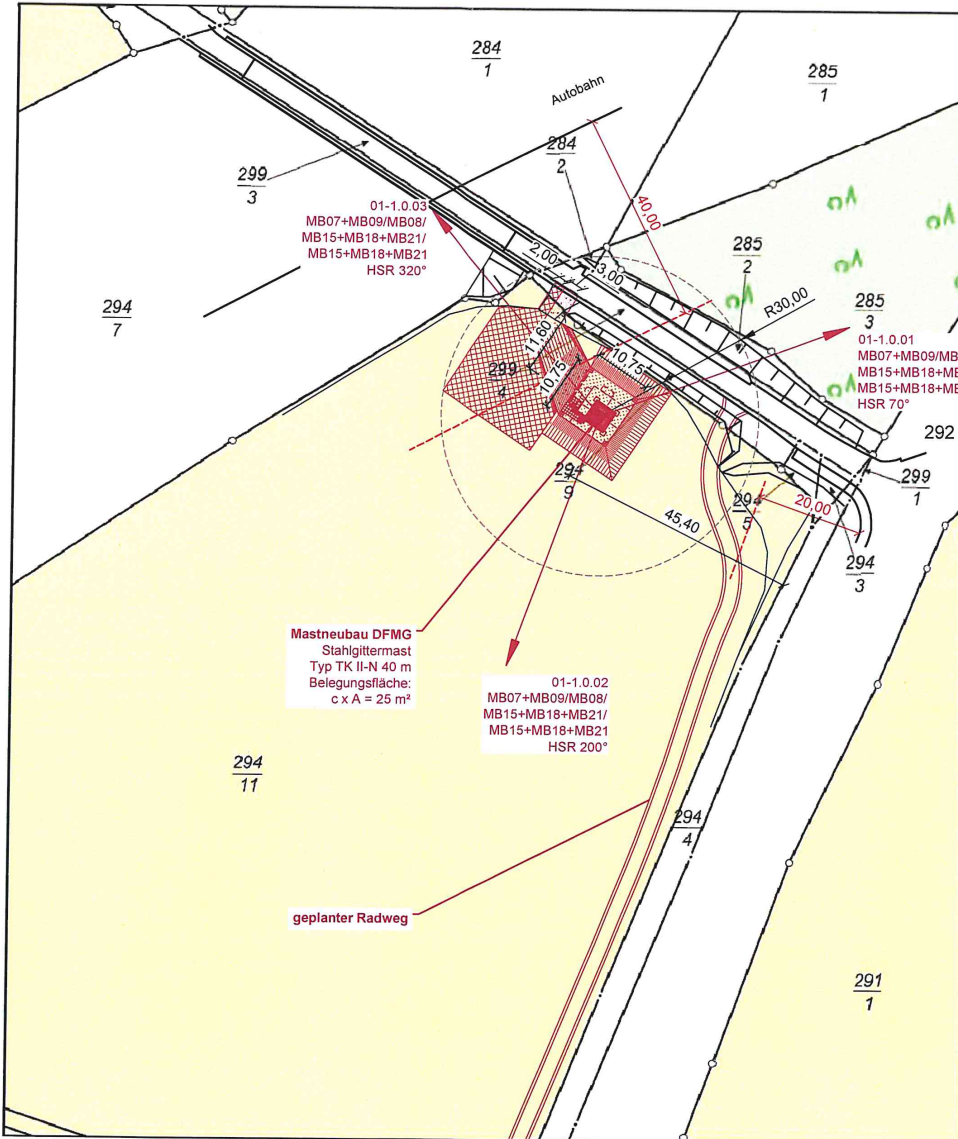 284
1
285
1
Autobahn
284
2
299
3
01-1.0.03
MB07+MB09/MB08/
MB15+MB18+MB21/
MB15+MB18+MB21
HSR 320°
40,00
285
2
2,00
3,00
R30,00
285
3
294
7
01-1.0.01
MB07+MB09/MB
MB15+MB18+MB
MB15+MB18+MB
HSR 70°
11,60
10,75
299
4
10,75
292
299
1
294
9
294
5
20,00
45,40
294
3
Mastneubau DFMG
Stahlgittermast
Typ TK II-N 40 m
Belegungsfläche:
c x A = 25 m²
01-1.0.02
MB07+MB09/MB08/
MB15+MB18+MB21/
MB15+MB18+MB21
HSR 200°
294
11
294
4
geplanter Radweg
291
1